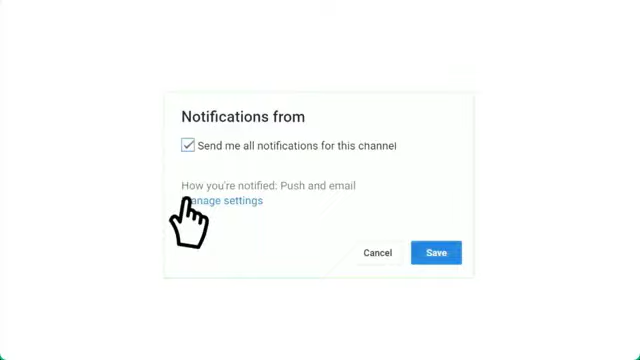 Notifications from
Send me all notifications for this channel
How you're notified: Push and email
anage settings
Cancel
Save